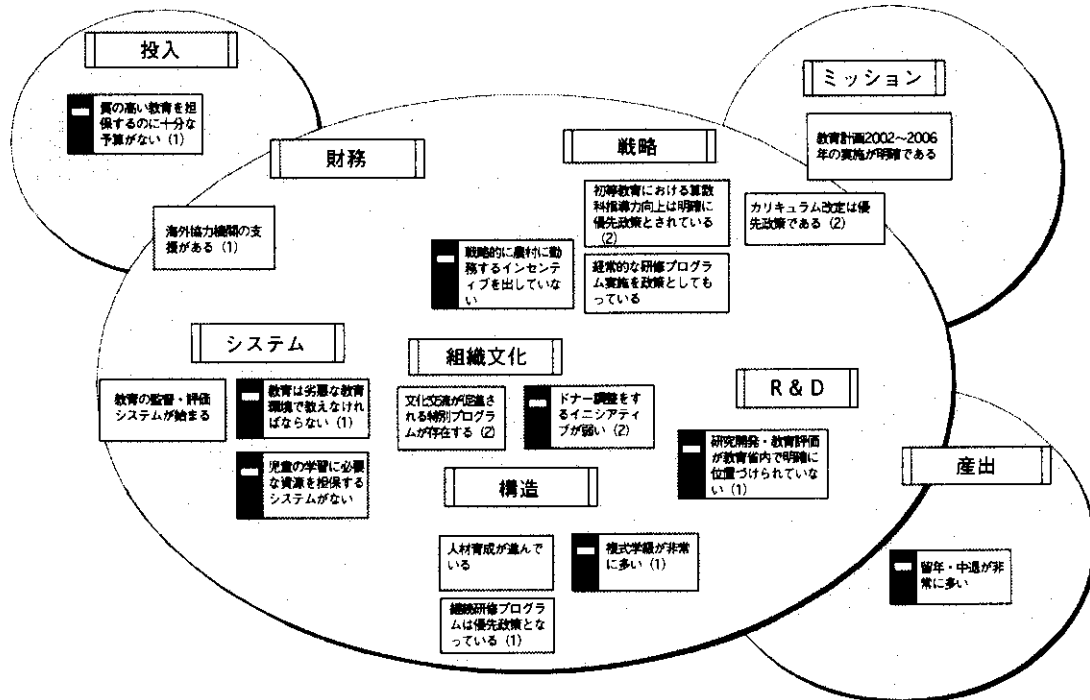 投入
質の高い教育を担
保するのに十分な
予算がない (1)
財務
海外協力機関の支
援がある (1)
戦略
初等教育における算数
科指導力向上は明確に
優先政策とされている
(2)
戦略的に農村に勤
務するインセンテ
ィブを出していな
い
経常的な研修プログラ
ム実施を政策としても
っている
ミッション
教育計画2002～2006
年の実施が明確である
カリキュラム改定は優
先政策である (2)
システム
教育の監督・評価
システムが始まる
教育は劣悪な教育
環境で教えなけれ
ばならない (1)
児童の学習に必要
な資源を担保する
システムがない
組織文化
文化交流が促進さ
れる特別プログラ
ムが存在する (2)
ドナー調整をす
るイニシアティ
ブが弱い (2)
R & D
研究開発・教育評価
が教育省内で明確に
位置づけられていな
い (1)
構造
人材育成が進んで
いる
複式学級が非常
に多い (1)
継続研修プログラ
ムは優先政策とな
っている (1)
産出
留年・中退が非
常に多い